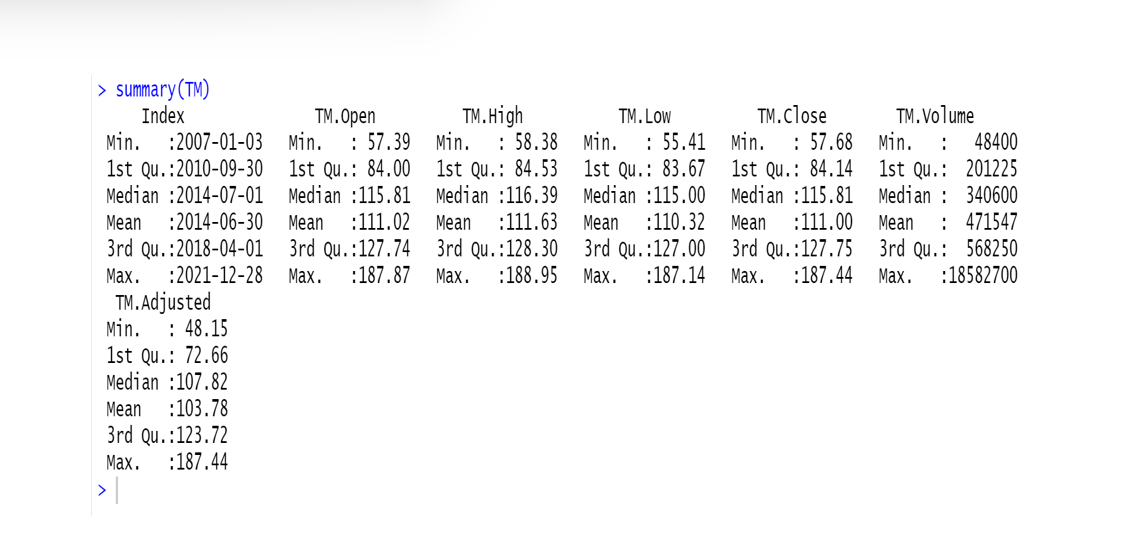 > summary(TM)
     Index               TM.Open          TM.High          TM.Low          TM.Close        TM.Volume
 Min.   :2007-01-03   Min.   : 57.39   Min.   : 58.38   Min.   : 55.41   Min.   : 57.68   Min.   :   48400
 1st Qu.:2010-09-30   1st Qu.: 84.00   1st Qu.: 84.53   1st Qu.: 83.67   1st Qu.: 84.14   1st Qu.:  201225
 Median :2014-07-01   Median :115.81   Median :116.39   Median :115.00   Median :115.81   Median :  340600
 Mean   :2014-06-30   Mean   :111.02   Mean   :111.63   Mean   :110.32   Mean   :111.00   Mean   :  471547
 3rd Qu.:2018-04-01   3rd Qu.:127.74   3rd Qu.:128.30   3rd Qu.:127.00   3rd Qu.:127.75   3rd Qu.:  568250
 Max.   :2021-12-28   Max.   :187.87   Max.   :188.95   Max.   :187.14   Max.   :187.44   Max.   :18582700
  TM.Adjusted
 Min.   : 48.15
 1st Qu.: 72.66
 Median :107.82
 Mean   :103.78
 3rd Qu.:123.72
 Max.   :187.44
>